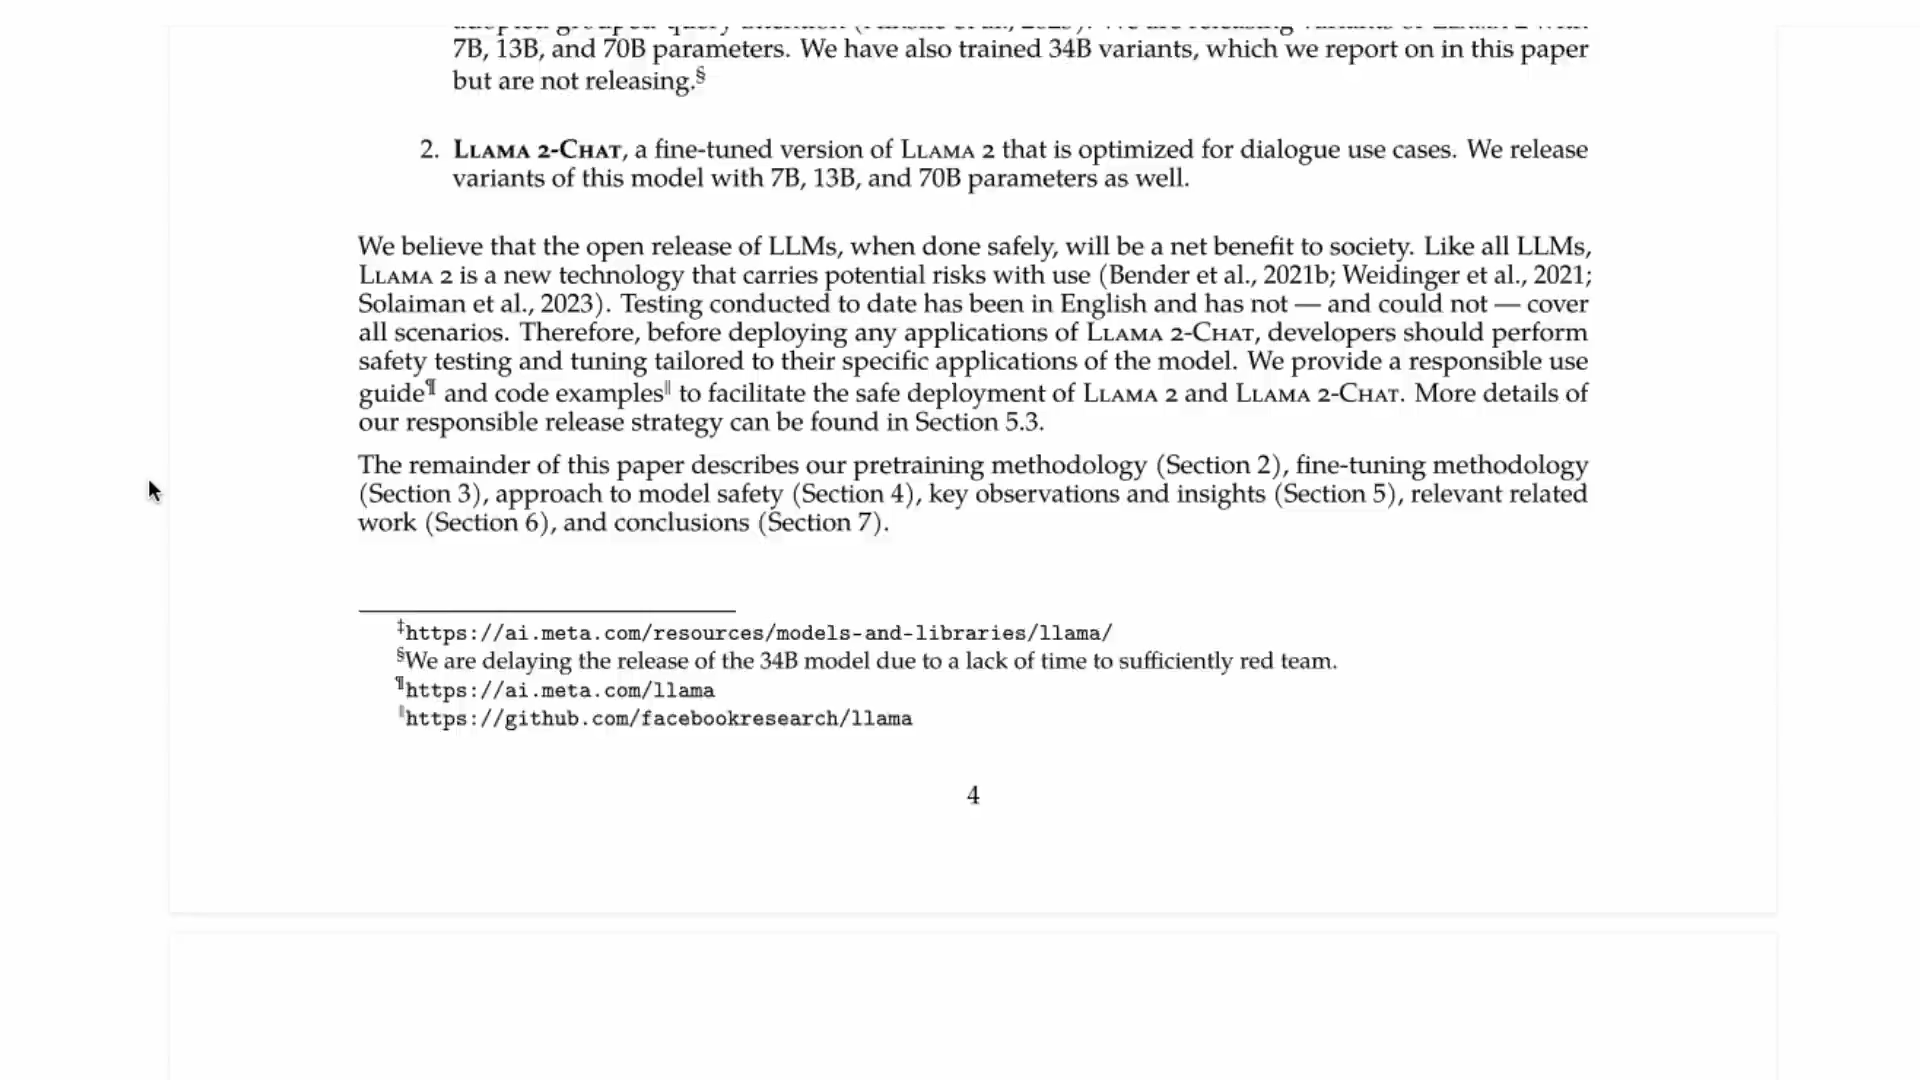 7B, 13B, and 70B parameters. We have also trained 34B variants, which we report on in this paper
but are not releasing.§
2. Llama 2-Chat, a fine-tuned version of Llama 2 that is optimized for dialogue use cases. We release
variants of this model with 7B, 13B, and 70B parameters as well.
We believe that the open release of LLMs, when done safely, will be a net benefit to society. Like all LLMs,
Llama 2 is a new technology that carries potential risks with use (Bender et al., 2021b; Weidinger et al., 2021;
Solaiman et al., 2023). Testing conducted to date has been in English and has not — and could not — cover
all scenarios. Therefore, before deploying any applications of Llama 2-Chat, developers should perform
safety testing and tuning tailored to their specific applications of the model. We provide a responsible use
guide¶ and code examples‖ to facilitate the safe deployment of Llama 2 and Llama 2-Chat. More details of
our responsible release strategy can be found in Section 5.3.
The remainder of this paper describes our pretraining methodology (Section 2), fine-tuning methodology
(Section 3), approach to model safety (Section 4), key observations and insights (Section 5), relevant related
work (Section 6), and conclusions (Section 7).
‡https://ai.meta.com/resources/models-and-libraries/llama/
§We are delaying the release of the 34B model due to a lack of time to sufficiently red team.
¶https://ai.meta.com/llama
‖https://github.com/facebookresearch/llama
4